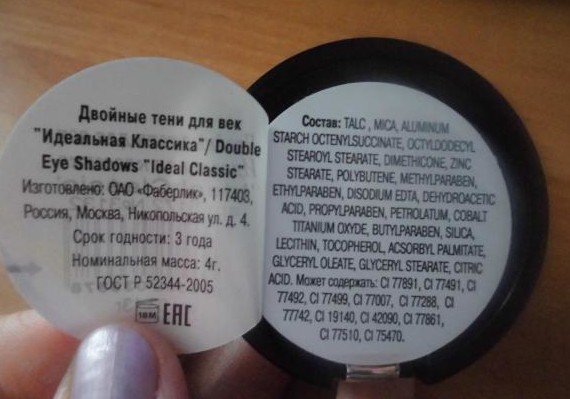 Двойные тени для век
"Идеальная Классика"/ Double
Eye Shadows "Ideal Classic"
Изготовлено: ОАО «Фаберлик», 117403,
Россия, Москва, Никопольская ул. д. 4.
Срок годности: 3 года
Номинальная масса: 4г.
ГОСТ Р 52344-2005
18M EAC
Состав: TALC , MICA, ALUMINUM
STARCH OCTENYLSUCCINATE, OCTYLDODECYL
STEAROYL STEARATE, DIMETHICONE, ZINC
STEARATE, POLYBUTENE, METHYLPARABEN,
ETHYLPARABEN, DISODIUM EDTA, DEHYDROACETIC
ACID, PROPYLPARABEN, PETROLATUM, COBALT
TITANIUM OXYDE, BUTYLPARABEN, SILICA,
LECITHIN, TOCOPHEROL, ACSORBYL PALMITATE,
GLYCERYL OLEATE, GLYCERYL STEARATE, CITRIC
ACID. Может содержать: CI 77891, CI 77491, CI
77492, CI 77499, CI 77007, CI 77288, CI
77742, CI 19140, CI 42090, CI 77861,
CI 77510, CI 75470.